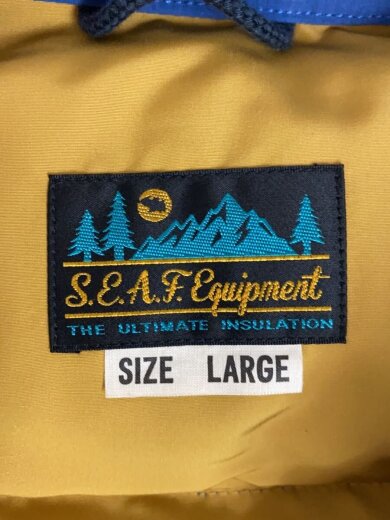 S.E.A.F. Equipment
THE ULTIMATE INSULATION
SIZE LARGE